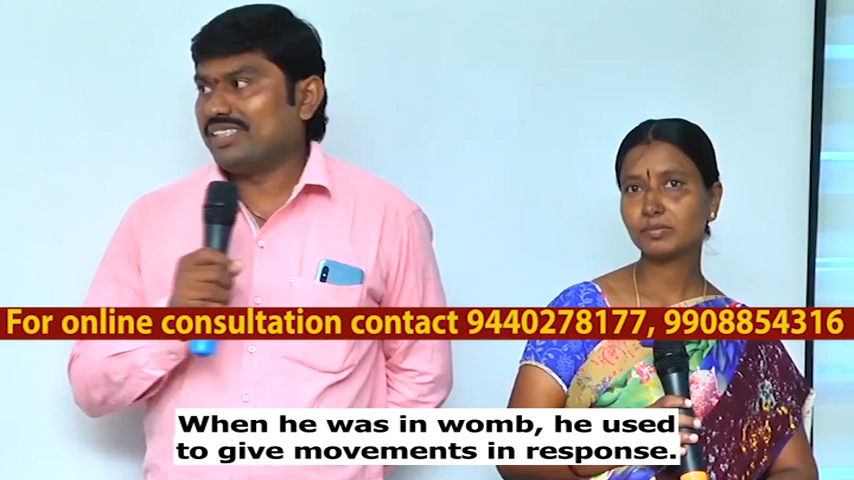 For online consultation contact 9440278177, 9908854316
When he was in womb, he used
to give movements in response.